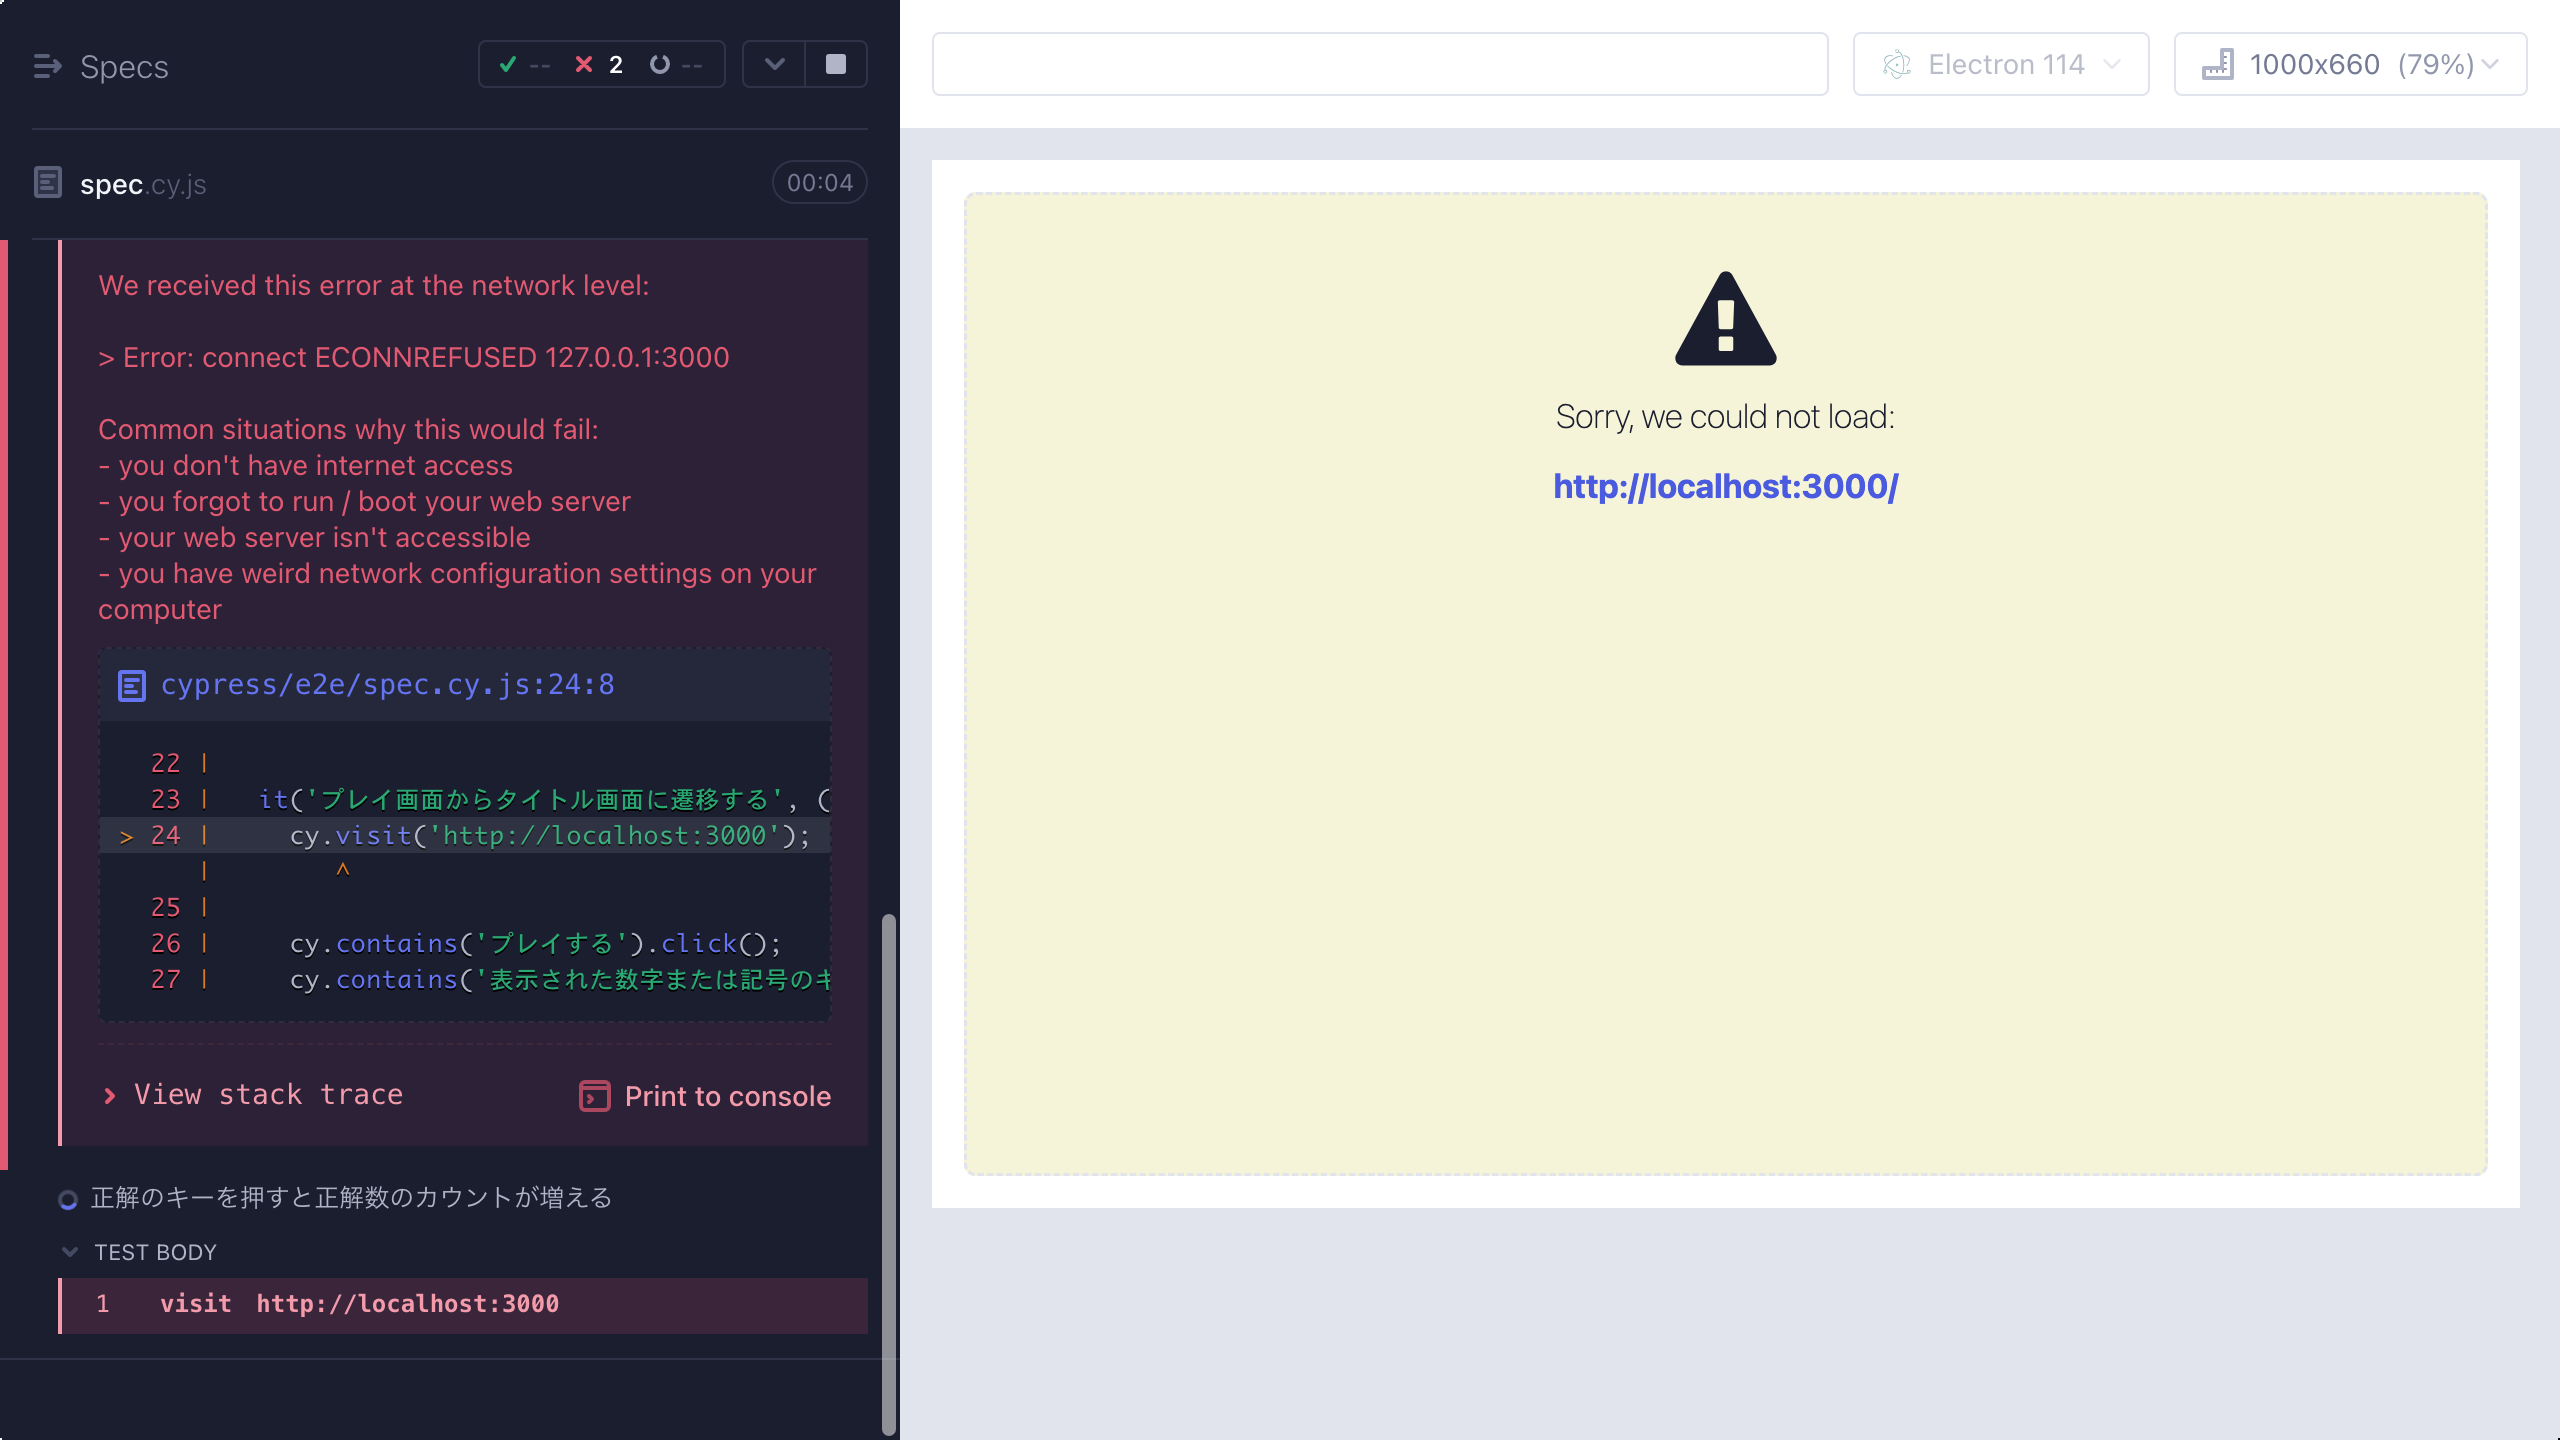 Specs
-- 2 --
spec.cy.js
00:04
We received this error at the network level:
> Error: connect ECONNREFUSED 127.0.0.1:3000
Common situations why this would fail:
- you don't have internet access
- you forgot to run / boot your web server
- your web server isn't accessible
- you have weird network configuration settings on your
computer
cypress/e2e/spec.cy.js:24:8
22 |
23 | it('プレイ画面からタイトル画面に遷移する', (
> 24 | cy.visit('http://localhost:3000');
| ^
25 |
26 | cy.contains('プレイする').click();
27 | cy.contains('表示された数字または記号のキ
View stack trace
Print to console
正解のキーを押すと正解数のカウントが増える
TEST BODY
1 visit http://localhost:3000
Electron 114
1000x660 (79%)
Sorry, we could not load:
http://localhost:3000/